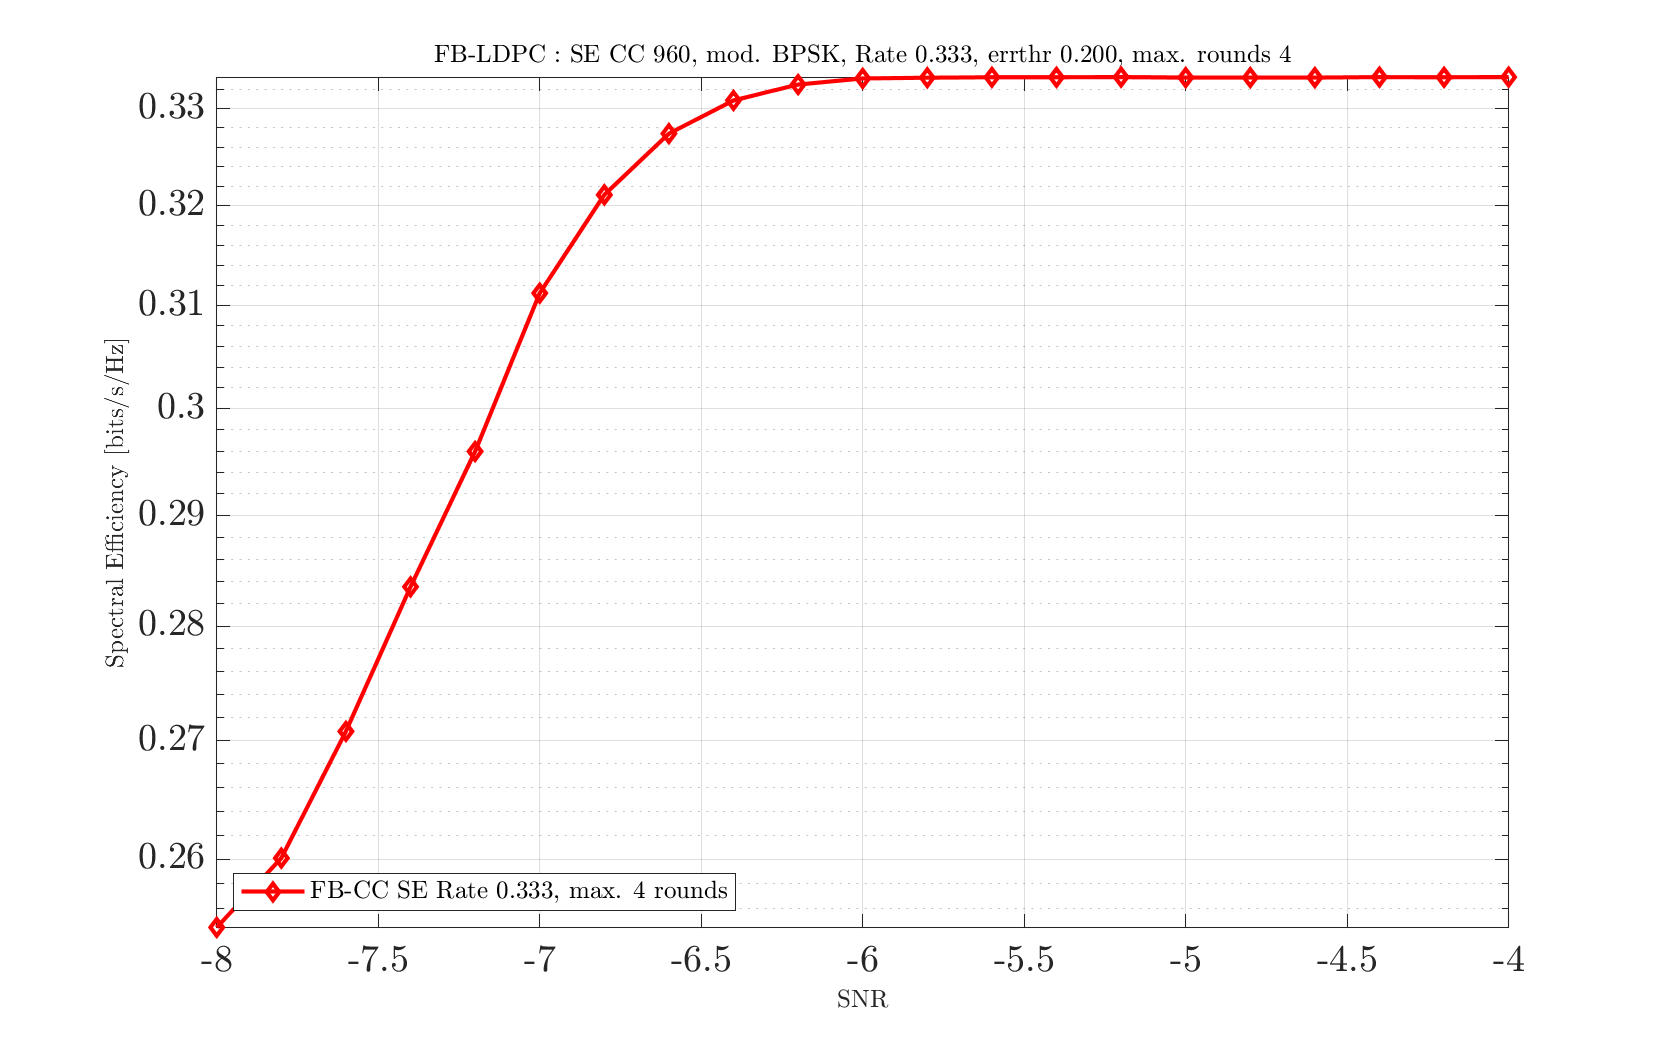 FB-LDPC : SE CC 960, mod. BPSK, Rate 0.333, errthr 0.200, max. rounds 4
0.33
0.32
0.31
0.3
0.29
0.28
0.27
0.26
Spectral Efficiency [bits/s/Hz]
FB-CC SE Rate 0.333, max. 4 rounds
-8 -7.5 -7 -6.5 -6 -5.5 -5 -4.5 -4
SNR